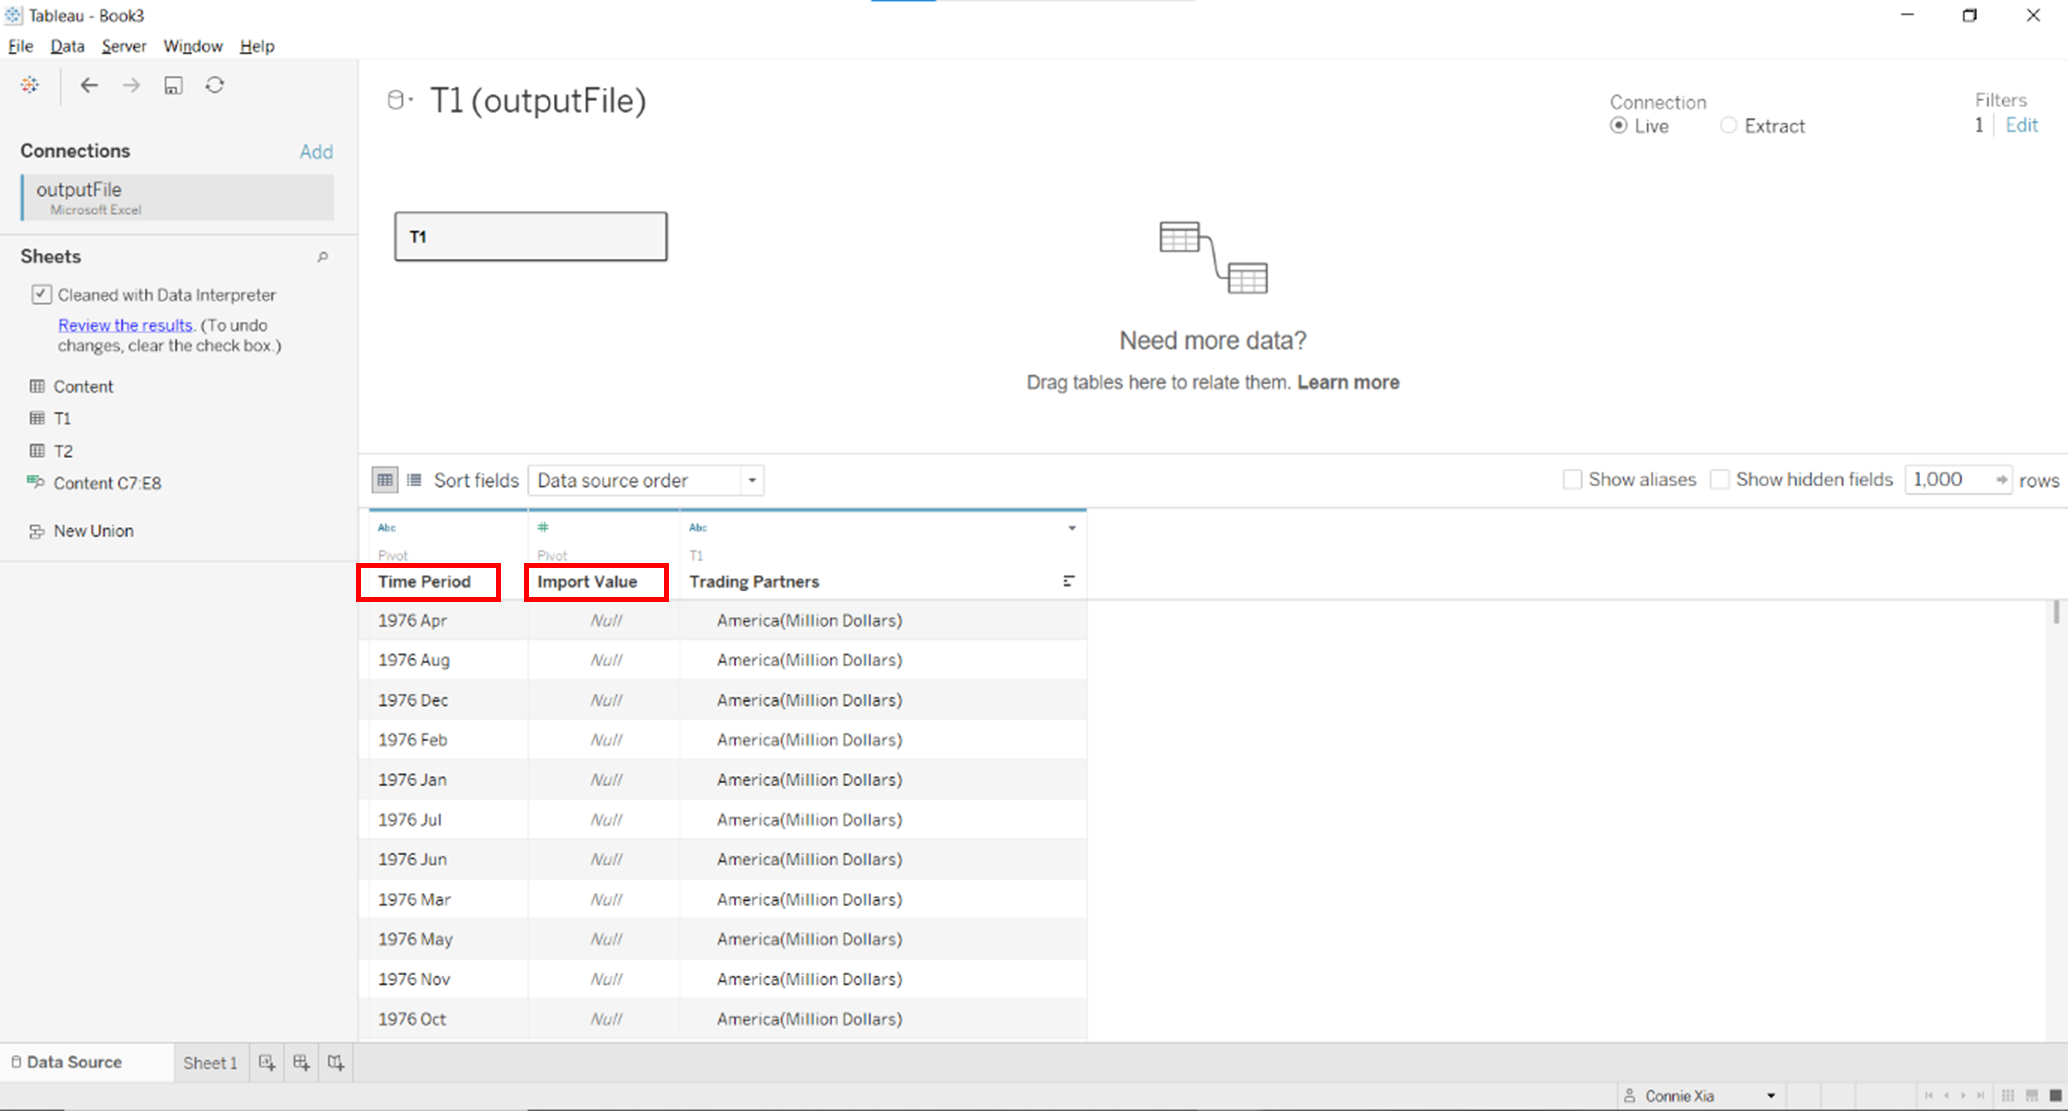 Tableau - Book3
File Data Server Window Help
T1 (outputFile)
Connection
Live Extract
Filters
1 Edit
Connections Add
outputFile
Microsoft Excel
T1
Sheets
Cleaned with Data Interpreter
Review the results. (To undo
changes, clear the check box.)
Content
T1
T2
Content C7:E8
New Union
Need more data?
Drag tables here to relate them. Learn more
Sort fields Data source order Show aliases Show hidden fields 1,000 rows
Abc # Abc
Pivot Pivot T1
Time Period Import Value Trading Partners
1976 Apr Null America(Million Dollars)
1976 Aug Null America(Million Dollars)
1976 Dec Null America(Million Dollars)
1976 Feb Null America(Million Dollars)
1976 Jan Null America(Million Dollars)
1976 Jul Null America(Million Dollars)
1976 Jun Null America(Million Dollars)
1976 Mar Null America(Million Dollars)
1976 May Null America(Million Dollars)
1976 Nov Null America(Million Dollars)
1976 Oct Null America(Million Dollars)
Data Source Sheet 1
Connie Xia